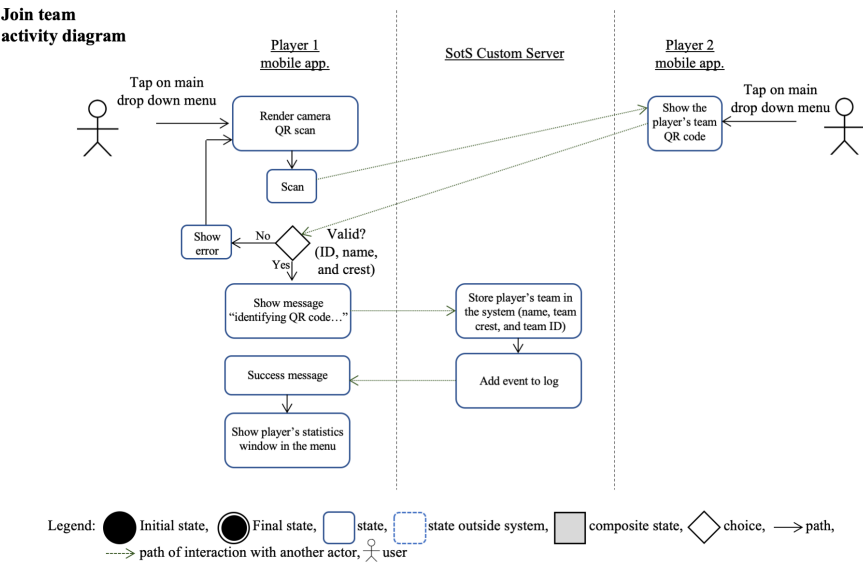 Join team
activity diagram
Player 1
mobile app.
SotS Custom Server
Player 2
mobile app.
Tap on main
drop down menu
Render camera
QR scan
Show the
player's team
QR code
Tap on main
drop down menu
Scan
Show
error
No
Valid?
(ID, name,
and crest)
Yes
Show message
“identifying QR code…”
Store player's team in
the system (name, team
crest, and team ID)
Success message
Add event to log
Show player's statistics
window in the menu
Legend: Initial state, Final state, state, state outside system, composite state, choice, path,
path of interaction with another actor, user